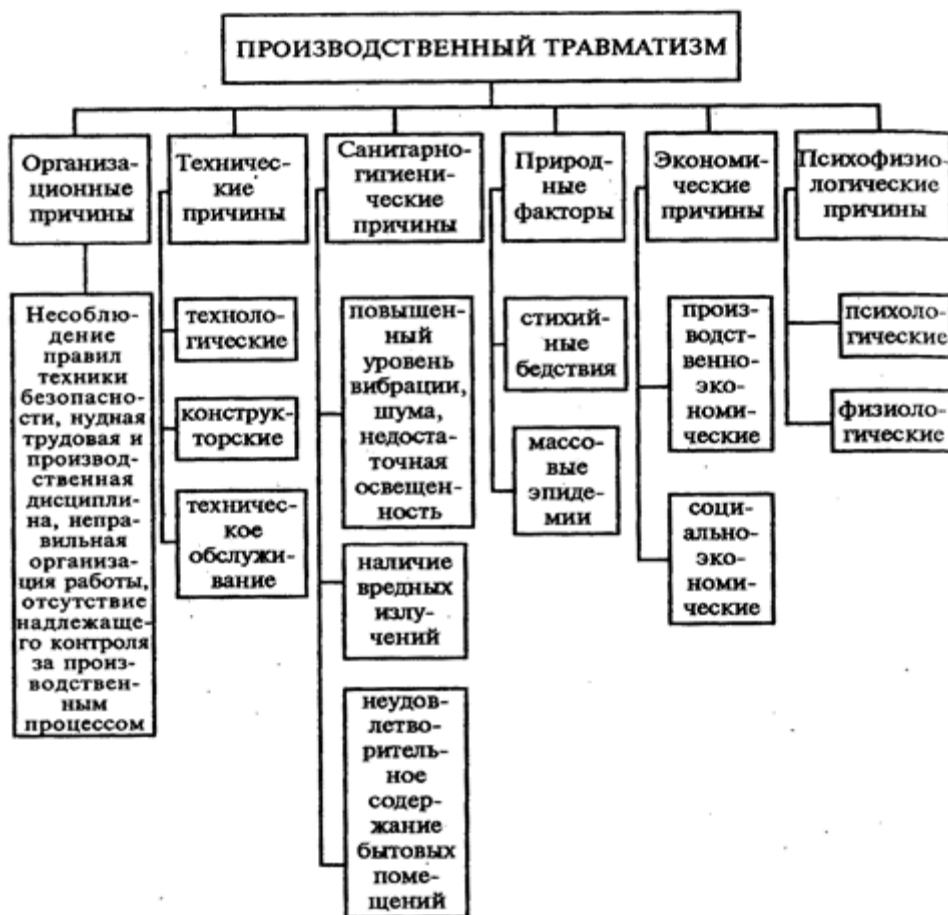 ПРОИЗВОДСТВЕННЫЙ ТРАВМАТИЗМ
Организа-
ционные
причины
Техничес-
кие
причины
Санитарно-
гигиени-
ческие
причины
Природ-
ные
факторы
Экономи-
ческие
причины
Психофизио-
логические
причины
Несоблю-
дение
правил
техники
безопасно-
сти, нудная
трудовая и
производ-
ственная
дисципли-
на, неправи-
льная
организа-
ция работы,
отсутствие
надлежаще-
го контроля
за произ-
водствен-
ным
процессом
техноло-
гические
конструк-
торские
техничес-
кое
обслужи-
вание
повышен-
ный
уровень
вибрации,
шума,
недоста-
точная
освещен-
ность
наличие
вредных
излу-
чений
неудов-
летво-
ритель-
ное
содер-
жание
бытовых
поме-
щений
стихий-
ные
бедствия
массо-
вые
эпиде-
мии
произ-
водст-
венно-
эко-
номи-
ческие
соци-
ально-
эко-
номи-
ческие
психоло-
гические
физиоло-
гические